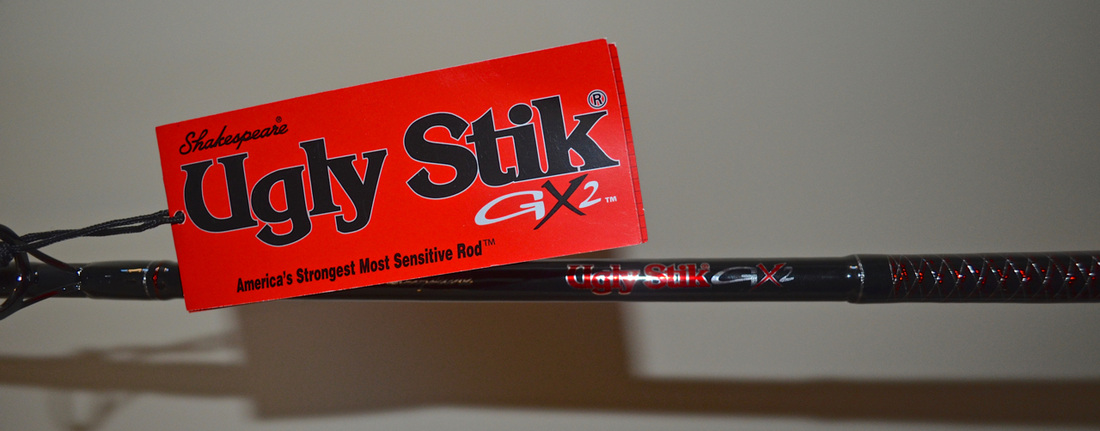 Shakespeare®
Ugly Stik®
GX2™
America's Strongest Most Sensitive Rod™
Ugly Stik GX2